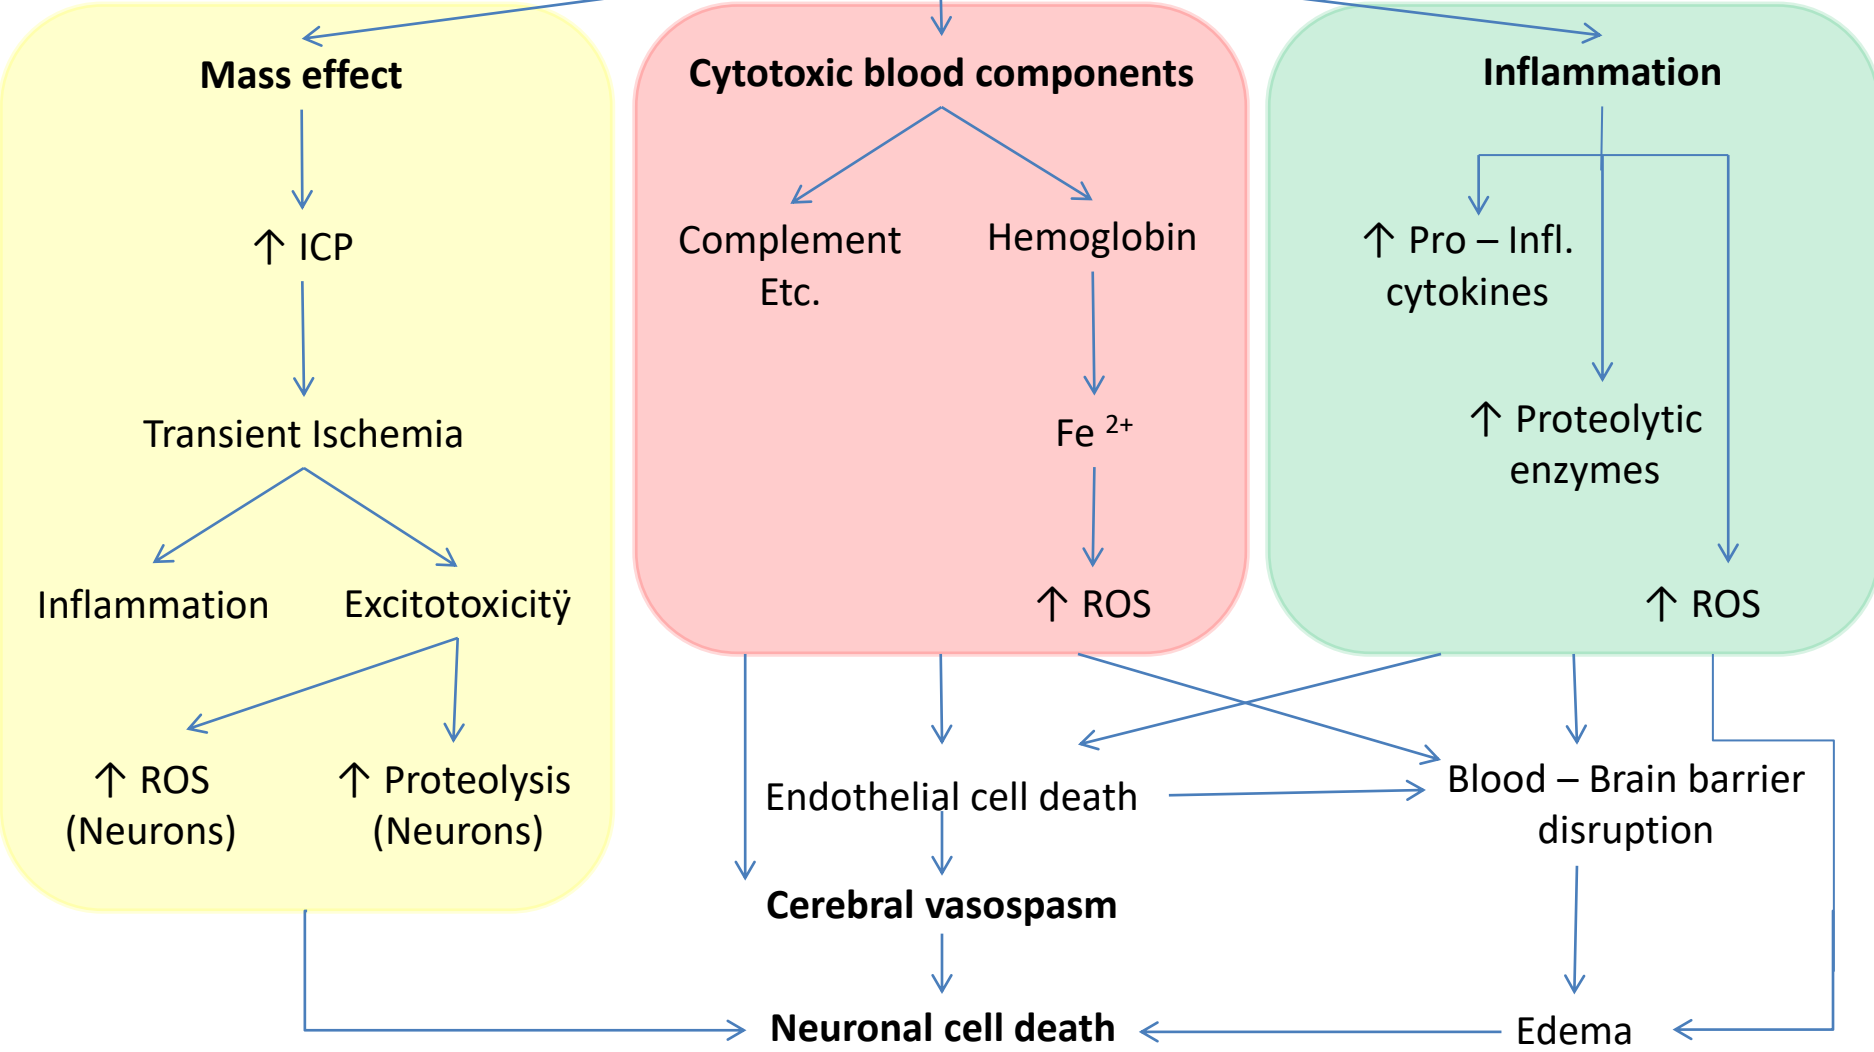 Mass effect
↑ ICP
Transient Ischemia
Inflammation
Excitotoxicitÿ
↑ ROS
(Neurons)
↑ Proteolysis
(Neurons)
Cytotoxic blood components
Complement
Etc.
Hemoglobin
Fe ²⁺
↑ ROS
Inflammation
↑ Pro – Infl.
cytokines
↑ Proteolytic
enzymes
↑ ROS
Endothelial cell death
Blood – Brain barrier
disruption
Cerebral vasospasm
Neuronal cell death
Edema